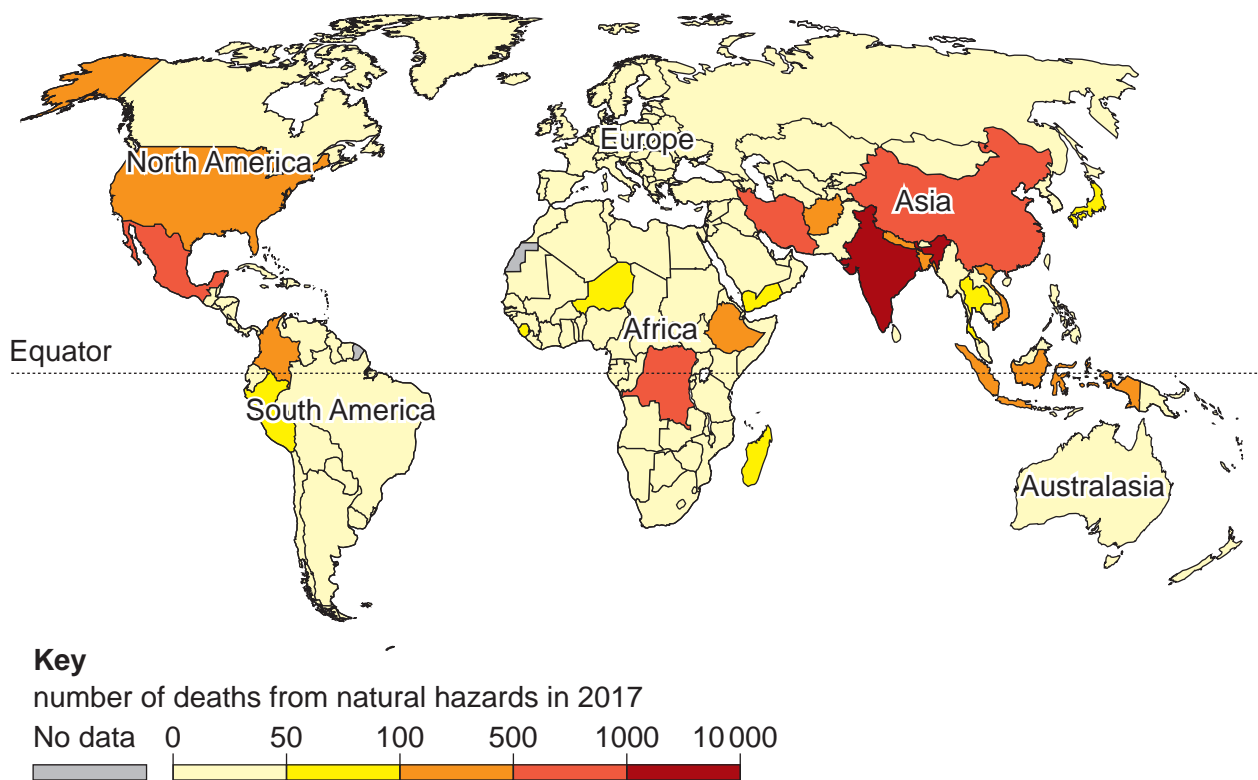 North America
Europe
Asia
Africa
Equator
South America
Australasia
Key
number of deaths from natural hazards in 2017
No data 0 50 100 500 1000 10 000